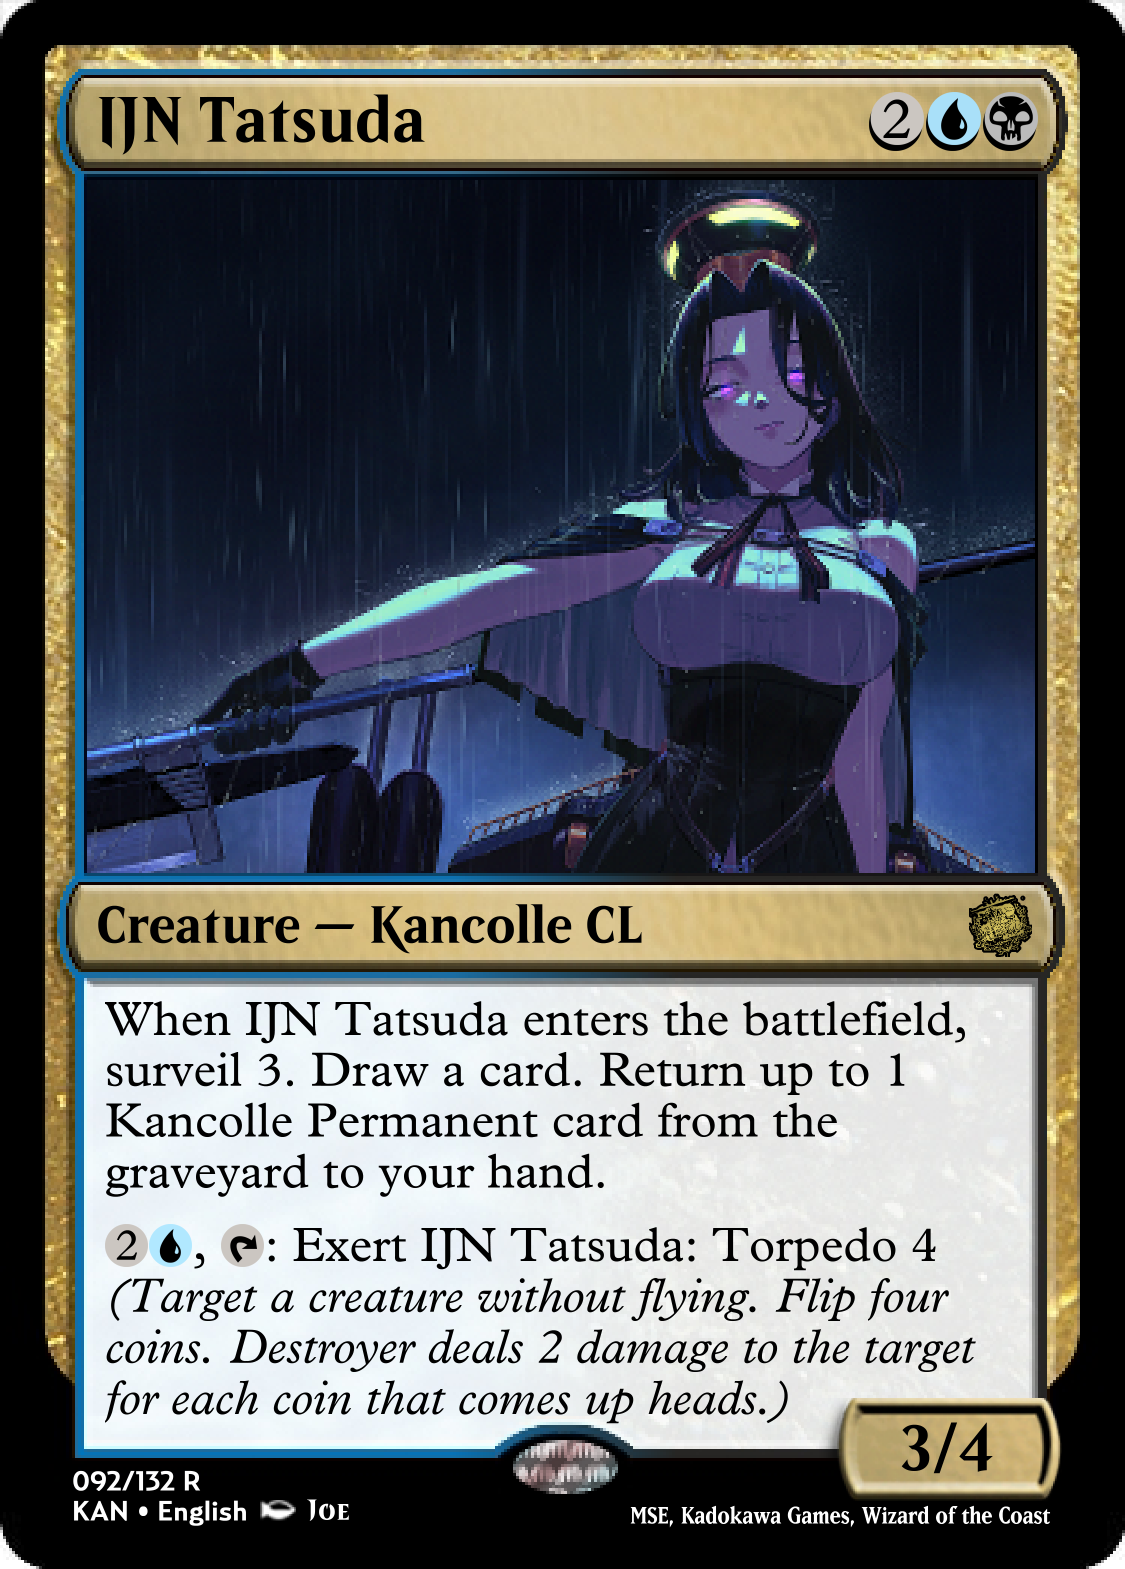 IJN Tatsuda
2
Creature — Kancolle CL
When IJN Tatsuda enters the battlefield,
surveil 3. Draw a card. Return up to 1
Kancolle Permanent card from the
graveyard to your hand.
2, : Exert IJN Tatsuda: Torpedo 4
(Target a creature without flying. Flip four
coins. Destroyer deals 2 damage to the target
for each coin that comes up heads.)
3/4
092/132 R
KAN • English JOE
MSE, Kadokawa Games, Wizard of the Coast